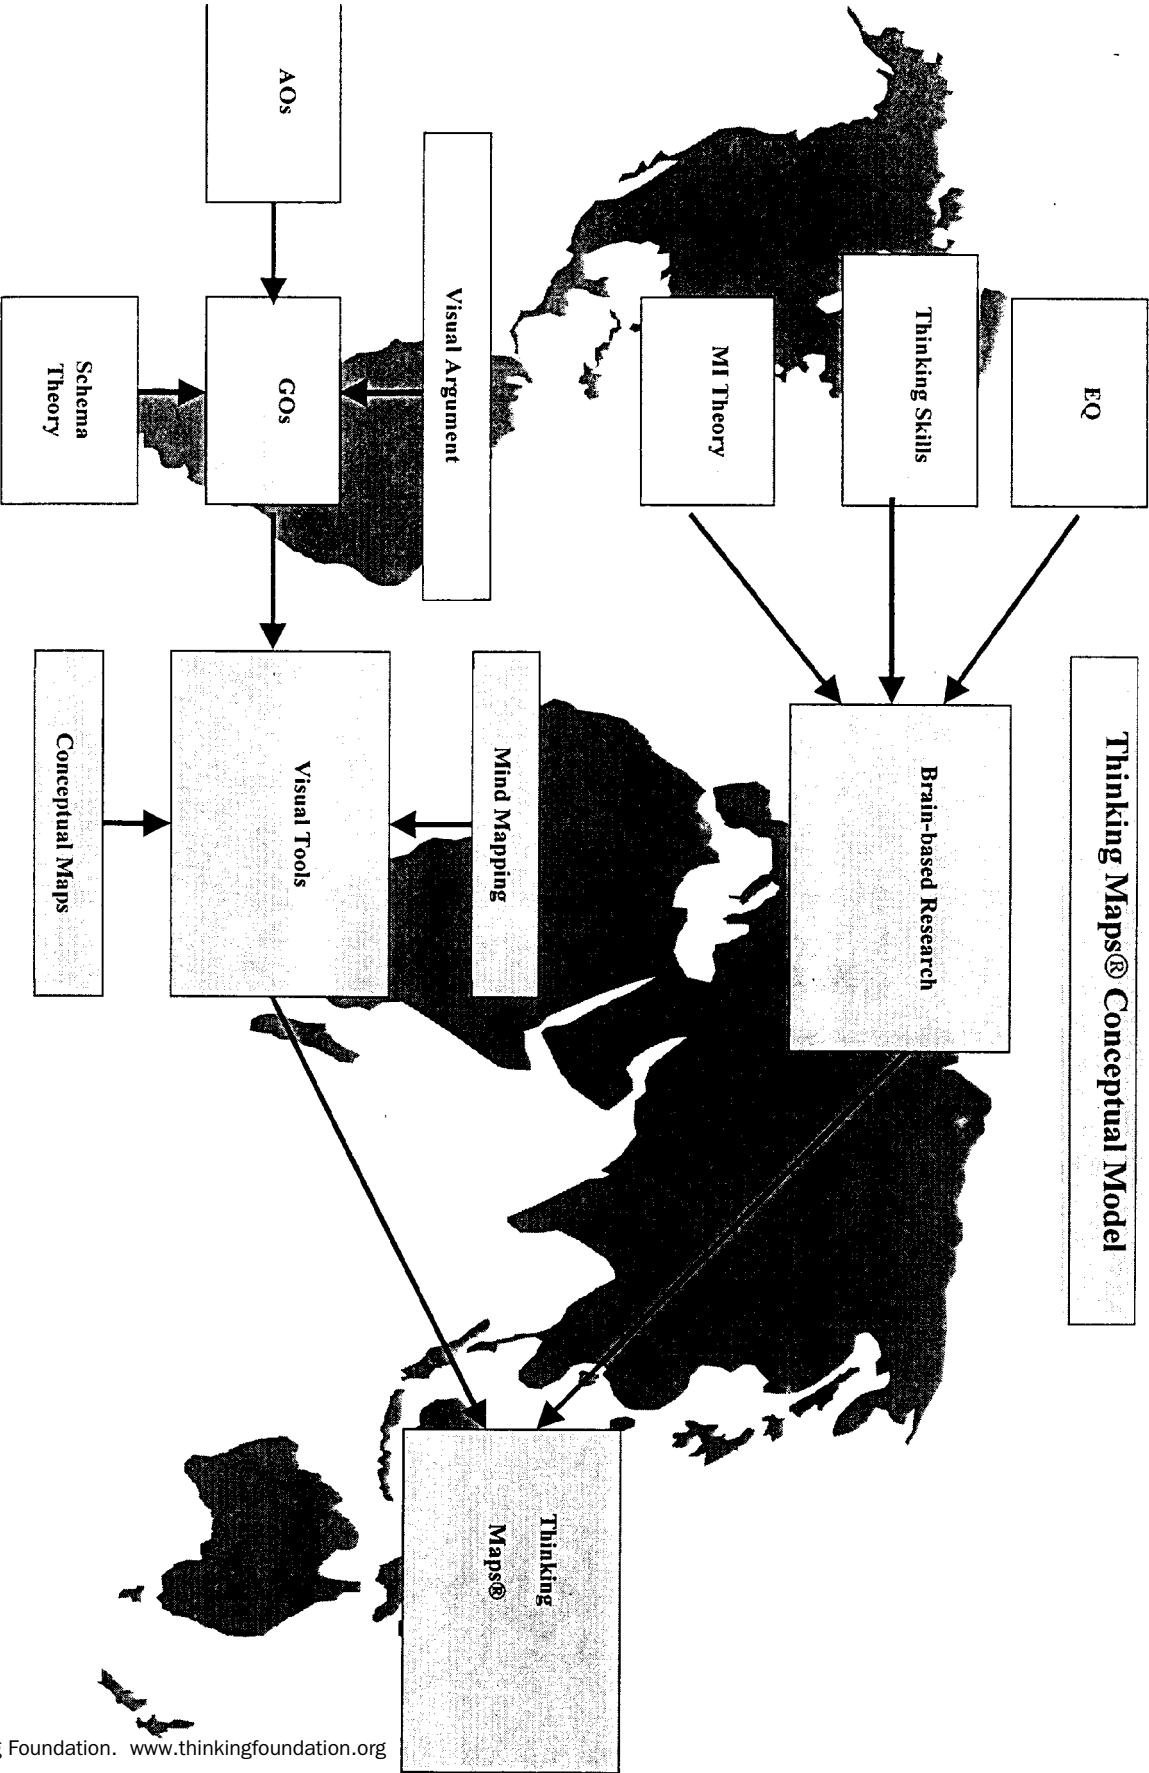 Thinking Maps® Conceptual Model
EQ
Thinking Skills
MI Theory
Brain-based Research
Visual Argument
AOs
GOs
Schema
Theory
Mind Mapping
Visual Tools
Conceptual Maps
Thinking
Maps®
Foundation. www.thinkingfoundation.org